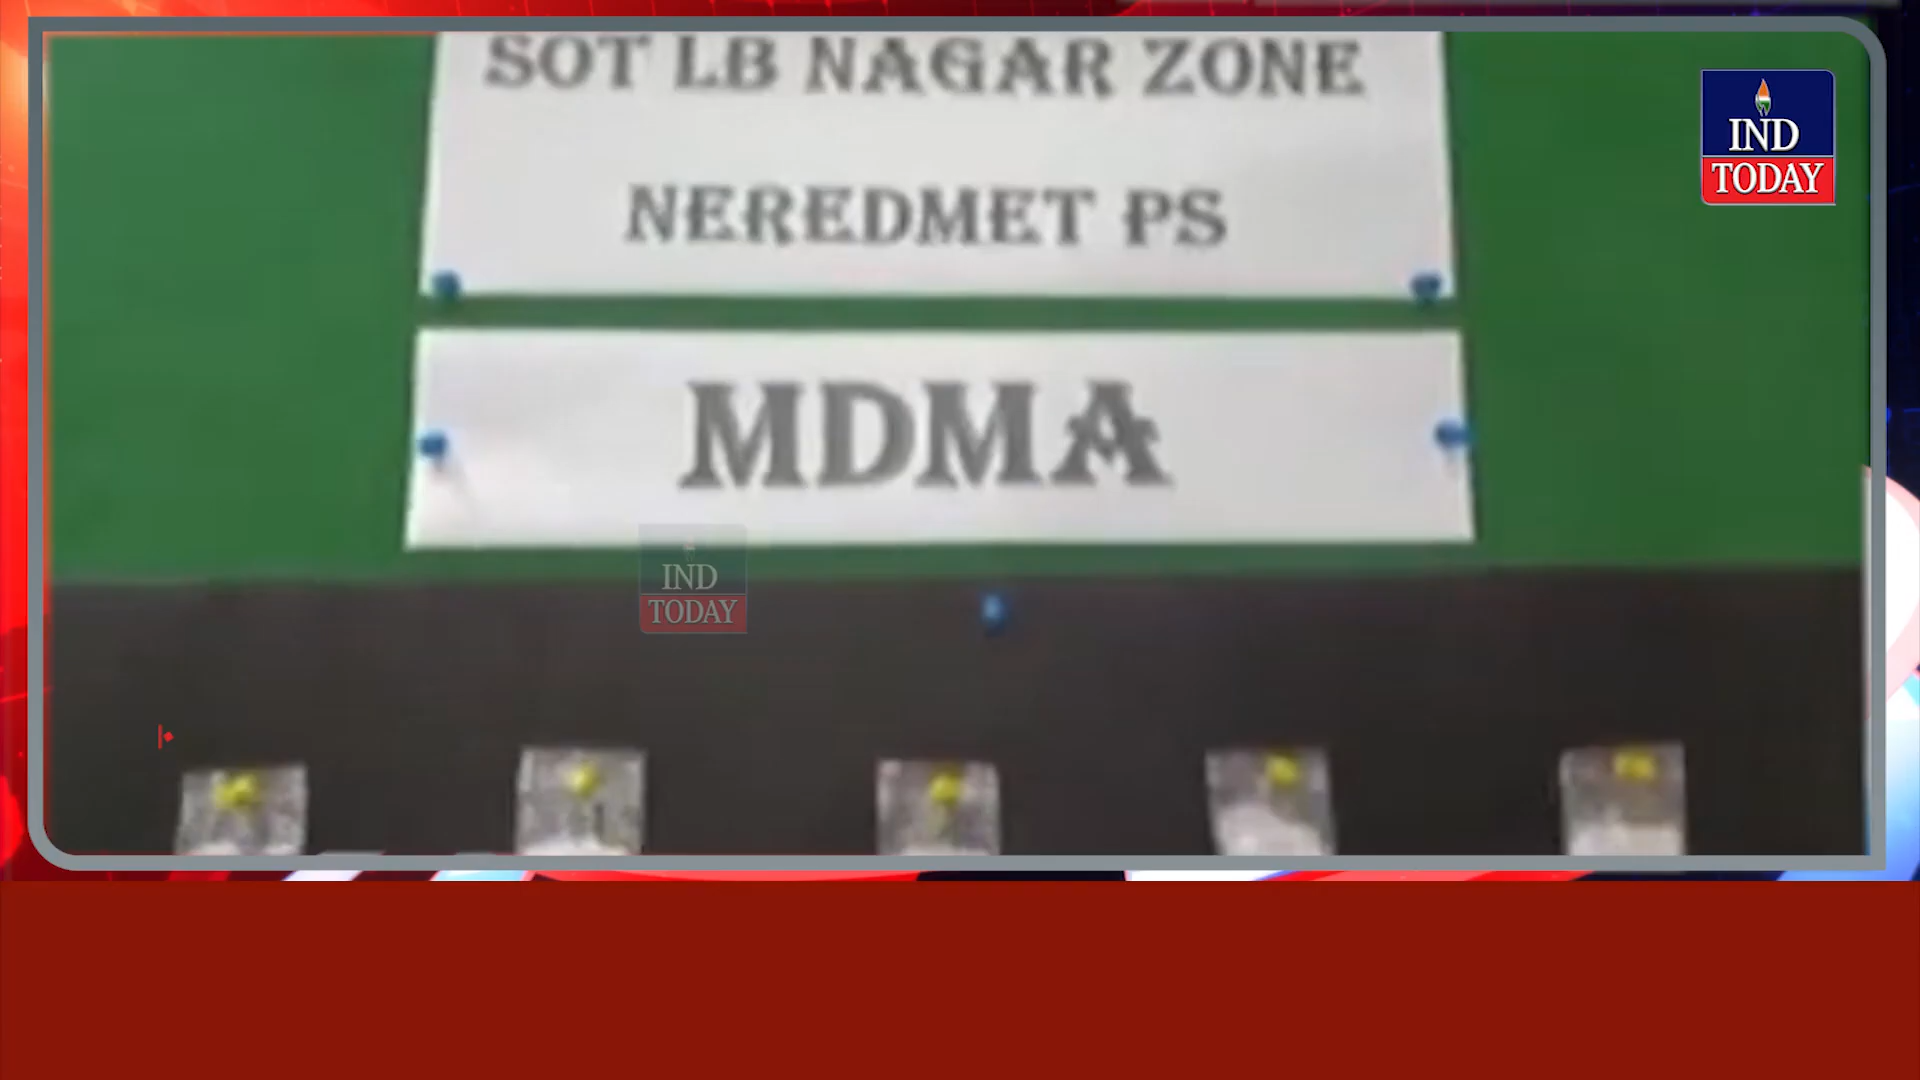 SOT LB NAGAR ZONE
IND
TODAY
NEREDMET PS
MDMA
IND
TODAY